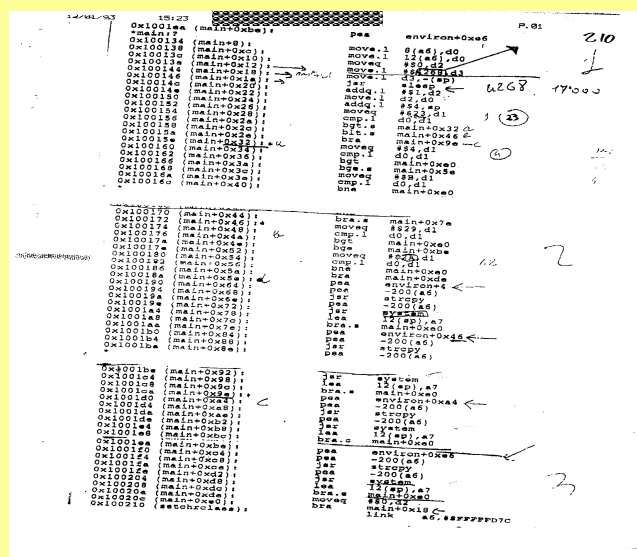 12/01/93 15:23 P.01
0x1001ea (main+0xbe): pea environ+0xe6
*main:?
0x100134 (main+8): move.l 8(a6),d0
0x100138 (main+0xc): move.l 12(a6),d0
0x10013c (main+0x10): moveq #$0,d2
(main+0x12): move.l
(main+0x18): move.l d3,-(sp)
0x100146 (main+0x1a): jsr sleep
(main+0x20): addq.l #$1,d2
(main+0x22): move.l d2,d0
0x100150 (main+0x24): addq.l #$4,sp
0x100152 (main+0x26): moveq #$23,d1
0x100154 (main+0x28): cmp.l d0,d1
0x100156 (main+0x2a): bgt.s main+0x32
0x100158 (main+0x2c): blt.s main+0x46
0x10015a (main+0x2e): bra main+0x9e
0x10015e (main+0x32): moveq #$4,d1
0x100160 (main+0x34): cmp.l d0,d1
0x100162 (main+0x36): bgt main+0xe0
0x100166 (main+0x3a): beq.s main+0x5e
0x100168 (main+0x3c): moveq #$B,d1
0x10016a (main+0x3e): cmp.l d0,d1
0x10016c (main+0x40): bne main+0xe0
210
23
0x100170 (main+0x44): bra.s main+0x7e
0x100172 (main+0x46): moveq #$29,d1
0x100174 (main+0x48): cmp.l d0,d1
0x100176 (main+0x4a): bgt main+0xe0
0x10017a (main+0x4e): beq main+0xbe
(main+0x52): moveq
0x100180 (main+0x54): cmp.l d0,d1
(main+0x56): bne main+0xe0
0x100186 (main+0x5a): bra main+0xde
0x10018a (main+0x5e): pea environ+4
0x100190 (main+0x64): pea -200(a6)
0x100194 (main+0x68): jsr strcpy
0x10019a (main+0x6e): pea -200(a6)
0x10019e (main+0x72): jsr system
0x1001a4 (main+0x78): lea 12(sp),a7
0x1001a8 (main+0x7c): bra.s main+0xe0
0x1001aa (main+0x7e): pea environ+0x46
0x1001b0 (main+0x84): pea -200(a6)
0x1001b4 (main+0x88): jsr strcpy
0x1001ba (main+0x8e): pea -200(a6)
2
0x1001be (main+0x92): jsr system
0x1001c4 (main+0x98): lea 12(sp),a7
0x1001c8 (main+0x9c): bra.s main+0xe0
(main+0x9e): pea environ+0xa4
0x1001d0 (main+0xa4): pea -200(a6)
0x1001d4 (main+0xa8): jsr strcpy
0x1001da (main+0xae): pea -200(a6)
0x1001de (main+0xb2): jsr system
0x1001e4 (main+0xb8): lea 12(sp),a7
0x1001e8 (main+0xbc): bra.s main+0xe0
0x1001ea (main+0xbe): pea environ+0xe6
0x1001f0 (main+0xc4): pea -200(a6)
0x1001f4 (main+0xc8): jsr strcpy
0x1001fa (main+0xce): pea -200(a6)
0x1001fe (main+0xd2): jsr system
0x100204 (main+0xd8): lea 12(sp),a7
0x100208 (main+0xdc): bra.s main+0xe0
0x10020a (main+0xde): moveq #$0,d2
0x10020c (main+0xe0): bra main+0x18
0x100210 (setchrclass): link a6,#$FFFFFD7C
3